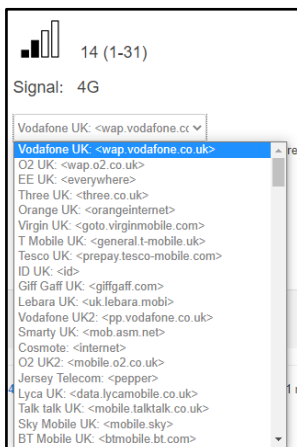 14 (1-31)
Signal: 4G
Vodafone UK: <wap.vodafone.cc
Vodafone UK: <wap.vodafone.co.uk>
re
O2 UK: <wap.o2.co.uk>
EE UK: <everywhere>
Three UK: <three.co.uk>
Orange UK: <orangeinternet>
Virgin UK: <goto.virginmobile.com>
T Mobile UK: <general.t-mobile.uk>
Tesco UK: <prepay.tesco-mobile.com>
ID UK: <id>
Giff Gaff UK: <giffgaff.com>
Lebara UK: <uk.lebara.mobi>
Vodafone UK2: <pp.vodafone.co.uk>
Smarty UK: <mob.asm.net>
Cosmote: <internet>
O2 UK2: <mobile.o2.co.uk>
Jersey Telecom: <pepper>
Lyca UK: <data.lycamobile.co.uk>
Talk talk UK: <mobile.talktalk.co.uk>
Sky Mobile UK: <mobile.sky>
BT Mobile UK: <btmobile.bt.com>